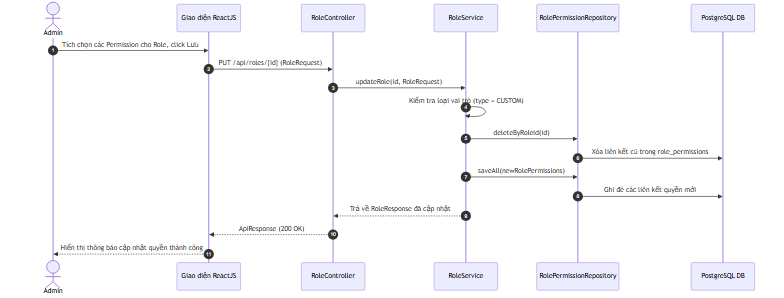 Admin
Giao diện ReactJS
RoleController
RoleService
RolePermissionRepository
PostgreSQL DB
1 Tích chọn các Permission cho Role, click Lưu
2 PUT /api/roles/[id] (RoleRequest)
3 updateRole(id, RoleRequest)
4 Kiểm tra loại vai trò (type = CUSTOM)
5 deleteByRoleId(id)
6 Xóa liên kết cũ trong role_permissions
7 saveAll(newRolePermissions)
8 Ghi đè các liên kết quyền mới
9 Trả về RoleResponse đã cập nhật
10 ApiResponse (200 OK)
11 Hiển thị thông báo cập nhật quyền thành công
Admin
Giao diện ReactJS
RoleController
RoleService
RolePermissionRepository
PostgreSQL DB